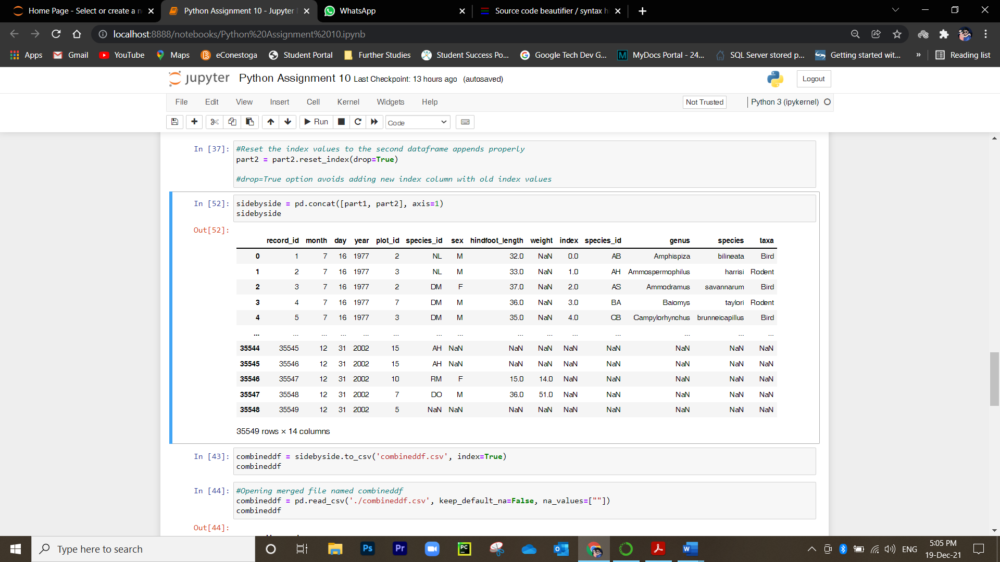 Home Page - Select or create a n
Python Assignment 10 - Jupyter
WhatsApp
Source code beautifier / syntax hi
localhost:8888/notebooks/Python%20Assignment%2010.ipynb
Apps Gmail YouTube Maps eConestoga Student Portal Further Studies Student Success Po... Google Tech Dev G... MyDocs Portal - 24... SQL Server stored p... Getting started wit... » Reading list
jupyter Python Assignment 10 Last Checkpoint: 13 hours ago (autosaved)
Logout
File Edit View Insert Cell Kernel Widgets Help
Not Trusted
Python 3 (ipykernel)
Run
Code
In [37]: #Reset the index values to the second dataframe appends properly
part2 = part2.reset_index(drop=True)
#drop=True option avoids adding new index column with old index values
In [52]: sidebyside = pd.concat([part1, part2], axis=1)
sidebyside
Out[52]:
record_id month day year plot_id species_id sex hindfoot_length weight index species_id genus species taxa
0 1 7 16 1977 2 NL M 32.0 NaN 0.0 AB Amphispiza bilineata Bird
1 2 7 16 1977 3 NL M 33.0 NaN 1.0 AH Ammospermophilus harrisi Rodent
2 3 7 16 1977 2 DM F 37.0 NaN 2.0 AS Ammodramus savannarum Bird
3 4 7 16 1977 7 DM M 36.0 NaN 3.0 BA Baiomys taylori Rodent
4 5 7 16 1977 3 DM M 35.0 NaN 4.0 CB Campylorhynchus brunneicapillus Bird
... ... ... ... ... ... ... ... ... ... ... ... ... ... ...
35544 35545 12 31 2002 15 AH NaN NaN NaN NaN NaN NaN NaN NaN
35545 35546 12 31 2002 15 AH NaN NaN NaN NaN NaN NaN NaN NaN
35546 35547 12 31 2002 10 RM F 15.0 14.0 NaN NaN NaN NaN NaN
35547 35548 12 31 2002 7 DO M 36.0 51.0 NaN NaN NaN NaN NaN
35548 35549 12 31 2002 5 NaN NaN NaN NaN NaN NaN NaN NaN NaN
35549 rows × 14 columns
In [43]: combineddf = sidebyside.to_csv('combineddf.csv', index=True)
combineddf
In [44]: #Opening merged file named combineddf
combineddf = pd.read_csv('./combineddf.csv', keep_default_na=False, na_values=[""])
combineddf
Out[44]:
Type here to search
Ps
Pr
PC
ENG
5:05 PM
19-Dec-21